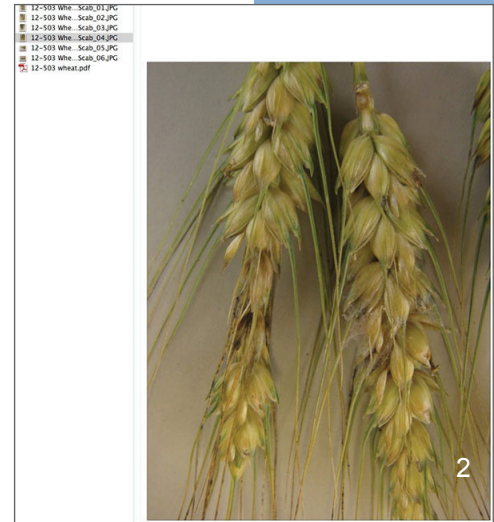 12-503 Whe...Scab_01.JPG
12-503 Whe...Scab_02.JPG
12-503 Whe...Scab_03.JPG
12-503 Whe...Scab_04.JPG
12-503 Whe...Scab_05.JPG
12-503 Whe...Scab_06.JPG
12-503 wheat.pdf
2